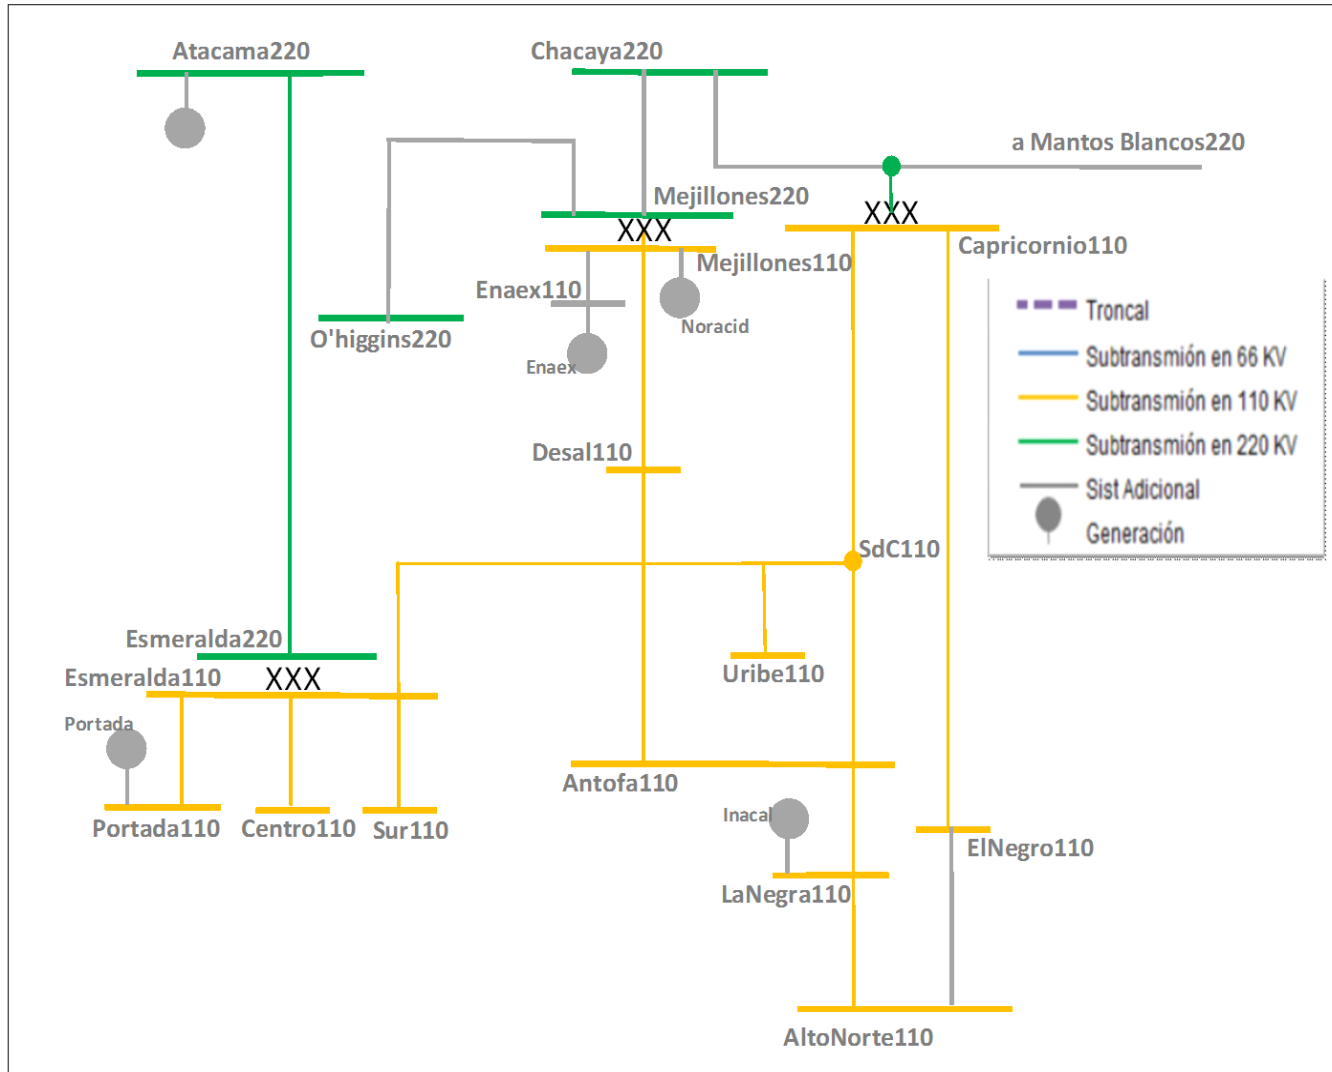 Atacama220
Chacaya220
a Mantos Blancos220
Mejillones220
XXX
XXX
Capricornio110
Mejillones110
Enaex110
Noracid
O'higgins220
Enaex
Troncal
Subtransmión en 66 KV
Subtransmión en 110 KV
Subtransmión en 220 KV
Sist Adicional
Generación
Desal110
SdC110
Esmeralda220
Esmeralda110
XXX
Uribe110
Portada
Antofa110
Inacal
Portada110
Centro110
Sur110
ElNegro110
LaNegra110
AltoNorte110